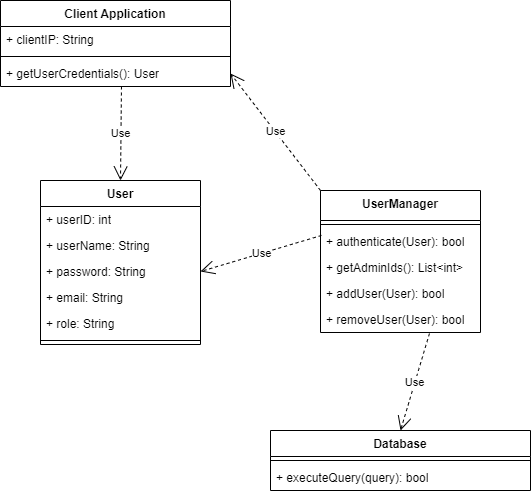 Client Application
+ clientIP: String
+ getUserCredentials(): User
Use
Use
User
+ userID: int
+ userName: String
+ password: String
+ email: String
+ role: String
Use
UserManager
+ authenticate(User): bool
+ getAdminIds(): List<int>
+ addUser(User): bool
+ removeUser(User): bool
Use
Database
+ executeQuery(query): bool